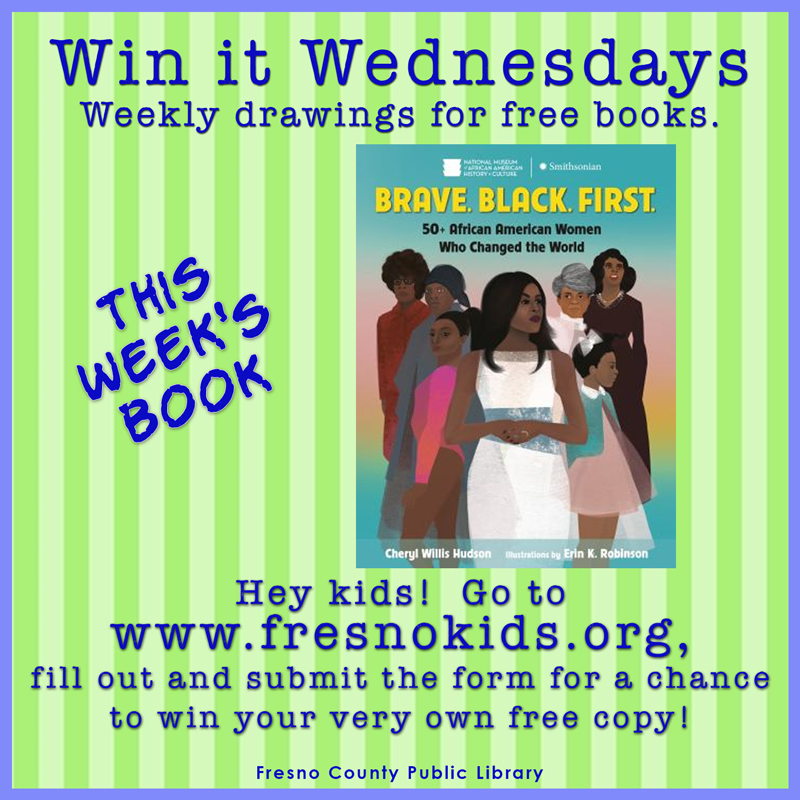 Win it Wednesdays
Weekly drawings for free books.
NATIONAL MUSEUM
of AFRICAN AMERICAN
HISTORY & CULTURE
Smithsonian
BRAVE. BLACK. FIRST.
50+ African American Women
Who Changed the World
THIS
WEEK'S
BOOK
Cheryl Willis Hudson illustrations by Erin K. Robinson
Hey kids! Go to
www.fresnokids.org,
fill out and submit the form for a chance
to win your very own free copy!
Fresno County Public Library